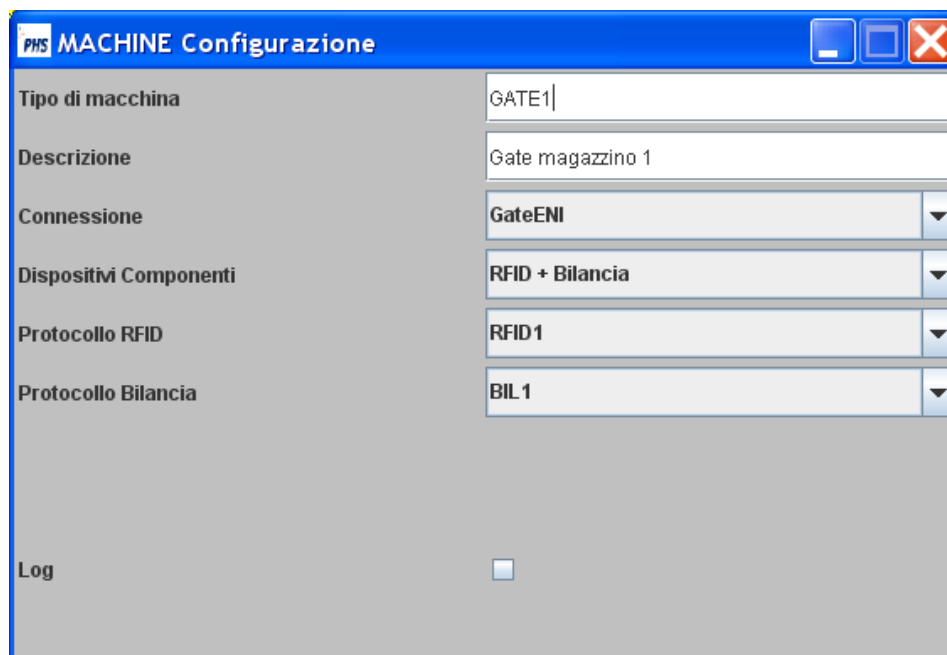 PHS MACHINE Configurazione
Tipo di macchina GATE1
Descrizione Gate magazzino 1
Connessione GateENI
Dispositivi Componenti RFID + Bilancia
Protocollo RFID RFID1
Protocollo Bilancia BIL1
Log